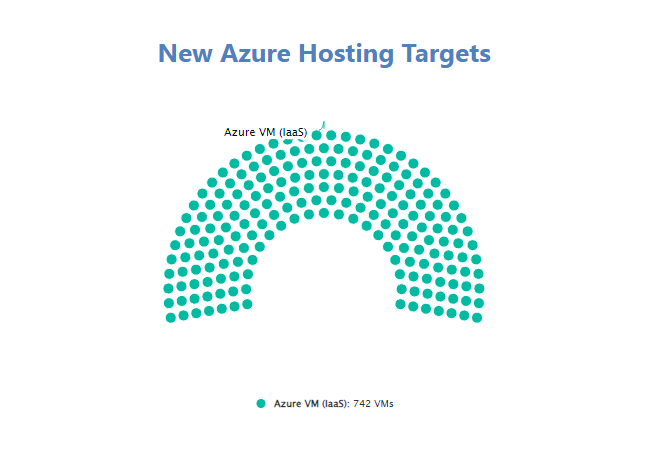 New Azure Hosting Targets
Azure VM (IaaS)
Azure VM (IaaS): 742 VMs